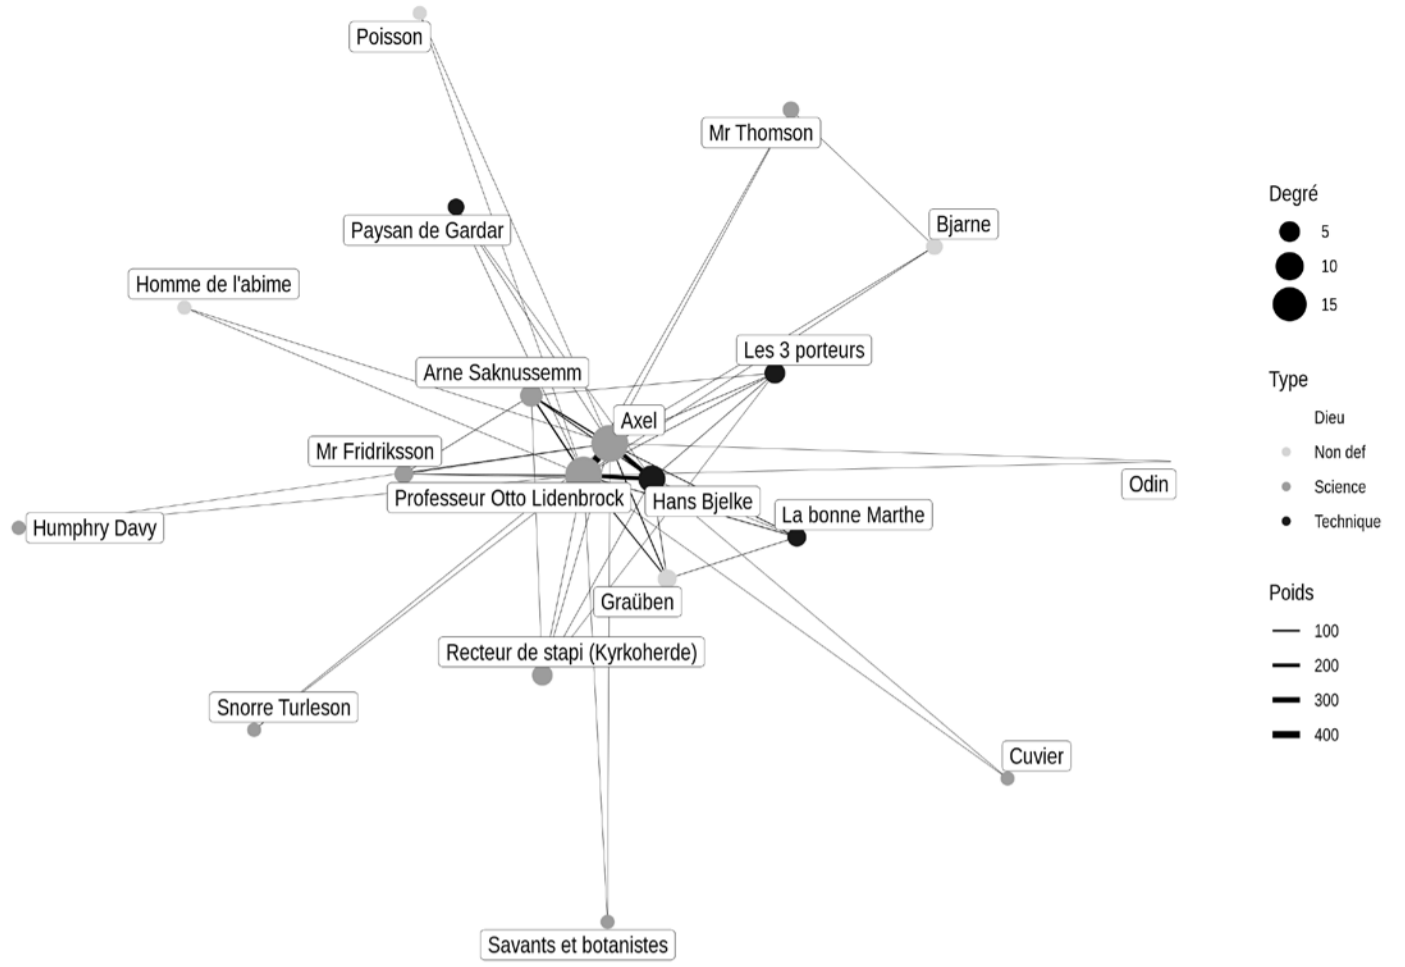 Poisson
Mr Thomson
Paysan de Gardar
Bjarne
Homme de l'abime
Les 3 porteurs
Arne Saknussemm
Axel
Mr Fridriksson
Odin
Professeur Otto Lidenbrock
Hans Bjelke
La bonne Marthe
Humphry Davy
Graüben
Recteur de stapi (Kyrkoherde)
Snorre Turleson
Cuvier
Savants et botanistes
Degré
5
10
15
Type
Dieu
Non def
Science
Technique
Poids
100
200
300
400